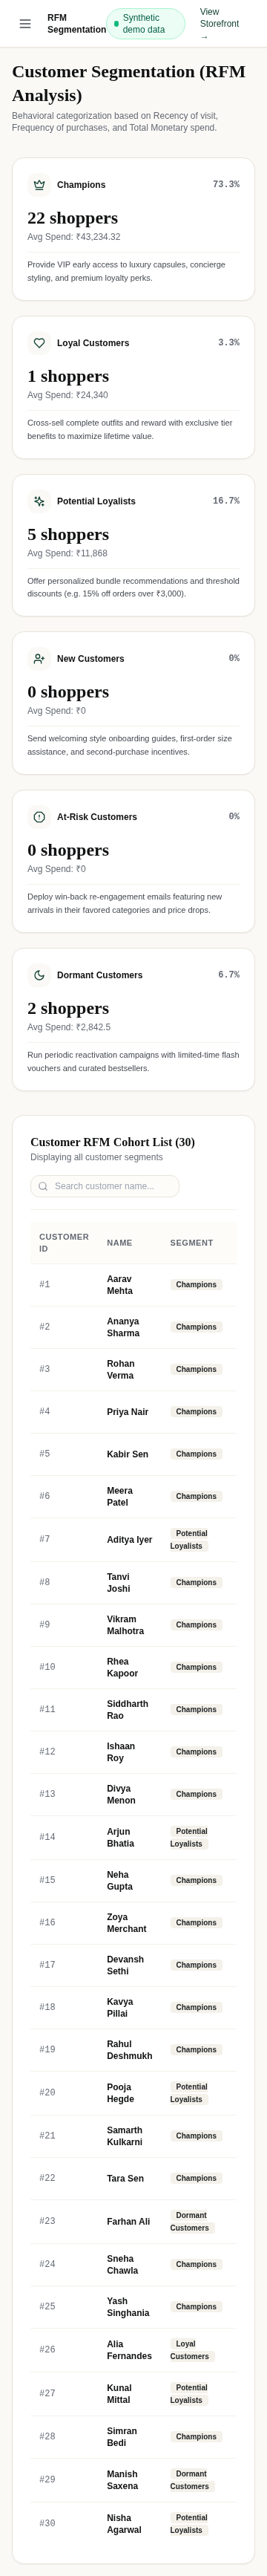 RFM
Segmentation
Synthetic
demo data
View
Storefront
→
Customer Segmentation (RFM
Analysis)
Behavioral categorization based on Recency of visit,
Frequency of purchases, and Total Monetary spend.
Champions 73.3%
22 shoppers
Avg Spend: ₹43,234.32
Provide VIP early access to luxury capsules, concierge
styling, and premium loyalty perks.
Loyal Customers 3.3%
1 shoppers
Avg Spend: ₹24,340
Cross-sell complete outfits and reward with exclusive tier
benefits to maximize lifetime value.
Potential Loyalists 16.7%
5 shoppers
Avg Spend: ₹11,868
Offer personalized bundle recommendations and threshold
discounts (e.g. 15% off orders over ₹3,000).
New Customers 0%
0 shoppers
Avg Spend: ₹0
Send welcoming style onboarding guides, first-order size
assistance, and second-purchase incentives.
At-Risk Customers 0%
0 shoppers
Avg Spend: ₹0
Deploy win-back re-engagement emails featuring new
arrivals in their favored categories and price drops.
Dormant Customers 6.7%
2 shoppers
Avg Spend: ₹2,842.5
Run periodic reactivation campaigns with limited-time flash
vouchers and curated bestsellers.
Customer RFM Cohort List (30)
Displaying all customer segments
Search customer name...
CUSTOMER
ID
NAME
SEGMENT
#1
Aarav
Mehta
Champions
#2
Ananya
Sharma
Champions
#3
Rohan
Verma
Champions
#4
Priya Nair
Champions
#5
Kabir Sen
Champions
#6
Meera
Patel
Champions
#7
Aditya Iyer
Potential
Loyalists
#8
Tanvi
Joshi
Champions
#9
Vikram
Malhotra
Champions
#10
Rhea
Kapoor
Champions
#11
Siddharth
Rao
Champions
#12
Ishaan
Roy
Champions
#13
Divya
Menon
Champions
#14
Arjun
Bhatia
Potential
Loyalists
#15
Neha
Gupta
Champions
#16
Zoya
Merchant
Champions
#17
Devansh
Sethi
Champions
#18
Kavya
Pillai
Champions
#19
Rahul
Deshmukh
Champions
#20
Pooja
Hegde
Potential
Loyalists
#21
Samarth
Kulkarni
Champions
#22
Tara Sen
Champions
#23
Farhan Ali
Dormant
Customers
#24
Sneha
Chawla
Champions
#25
Yash
Singhania
Champions
#26
Alia
Fernandes
Loyal
Customers
#27
Kunal
Mittal
Potential
Loyalists
#28
Simran
Bedi
Champions
#29
Manish
Saxena
Dormant
Customers
#30
Nisha
Agarwal
Potential
Loyalists